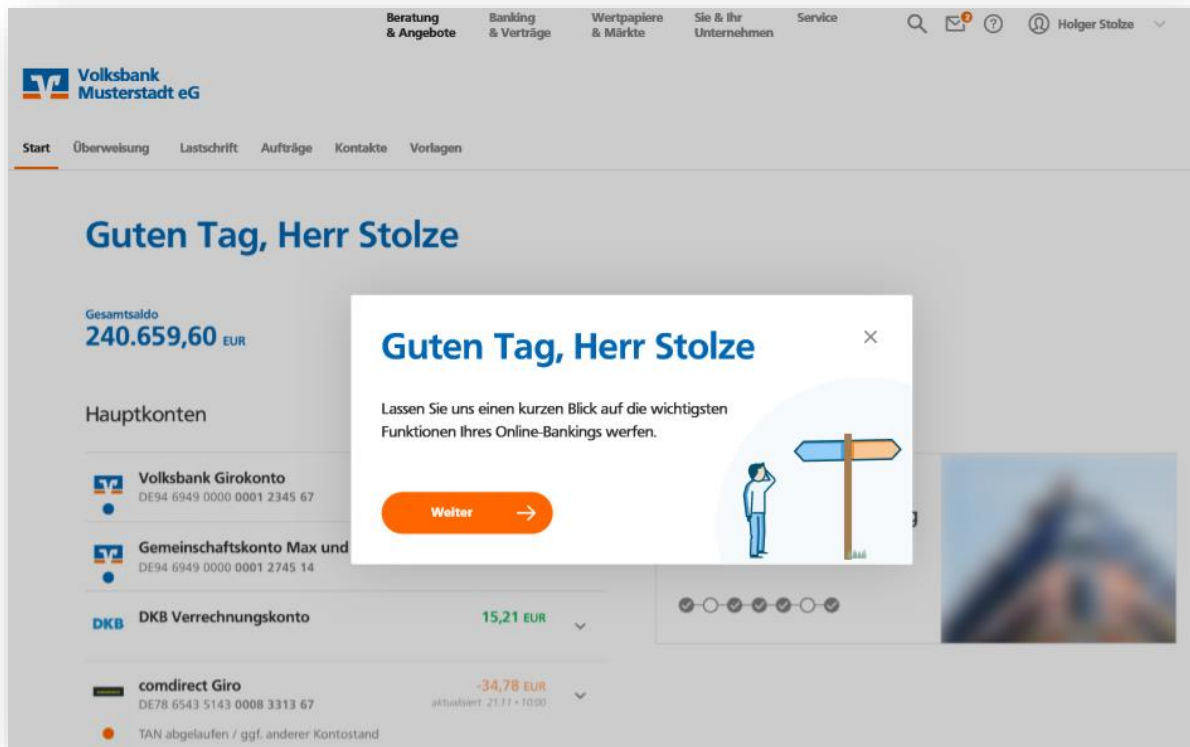 Beratung & Angebote
Banking & Verträge
Wertpapiere & Märkte
Sie & Ihr Unternehmen
Service
2
?
Holger Stolze
Volksbank
Musterstadt eG
Start Überweisung Lastschrift Aufträge Kontakte Vorlagen
Guten Tag, Herr Stolze
Gesamtsaldo
240.659,60 EUR
Guten Tag, Herr Stolze
Lassen Sie uns einen kurzen Blick auf die wichtigsten
Funktionen Ihres Online-Bankings werfen.
Weiter
Hauptkonten
Volksbank Girokonto
DE94 6949 0000 0001 2345 67
Gemeinschaftskonto Max und
DE94 6949 0000 0001 2745 14
DKB DKB Verrechnungskonto 15,21 EUR
comdirect Giro -34,78 EUR
DE78 6543 5143 0008 3313 67 aktualisiert 21.11 • 10:00
TAN abgelaufen / ggf. anderer Kontostand